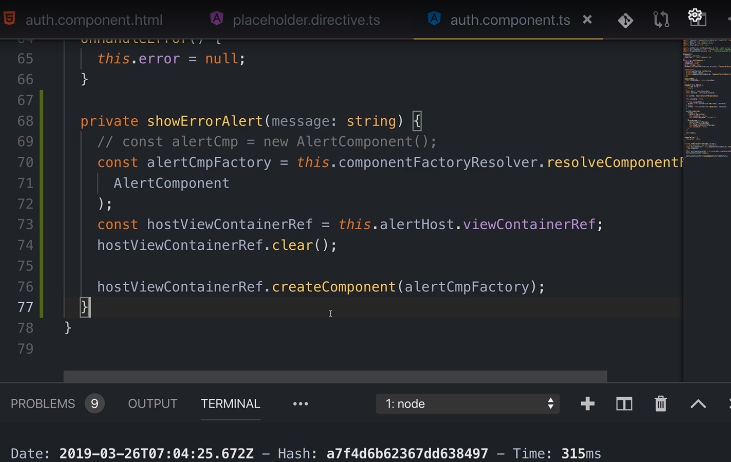 auth.component.html
placeholder.directive.ts
auth.component.ts
64 onHandleError() {
65 this.error = null;
66 }
67
68 private showErrorAlert(message: string) {
69 // const alertCmp = new AlertComponent();
70 const alertCmpFactory = this.componentFactoryResolver.resolveComponent
71 AlertComponent
72 );
73 const hostViewContainerRef = this.alertHost.viewContainerRef;
74 hostViewContainerRef.clear();
75
76 hostViewContainerRef.createComponent(alertCmpFactory);
77 }
78 }
79
PROBLEMS 9 OUTPUT TERMINAL ••• 1: node
Date: 2019-03-26T07:04:25.672Z – Hash: a7f4d6b62367dd638497 – Time: 315ms